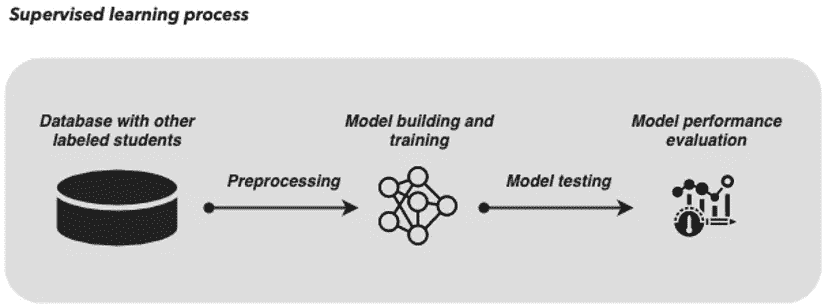 Supervised learning process
Database with other
labeled students
Preprocessing
Model building and
training
Model testing
Model performance
evaluation